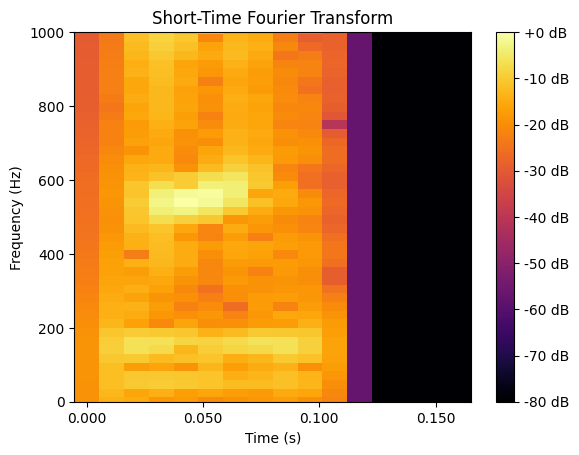 Short-Time Fourier Transform
1000
800
600
400
200
0
Frequency (Hz)
0.000
0.050
0.100
0.150
Time (s)
+0 dB
-10 dB
-20 dB
-30 dB
-40 dB
-50 dB
-60 dB
-70 dB
-80 dB